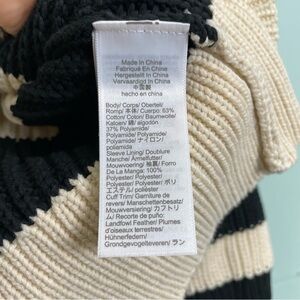 Made In China
Fabriqué En Chine
Hergestellt In China
Vervaardigd In China
中国製
hecho en china
Body/ Corps/ Oberteil/
Romp/ 本体/ Cuerpo: 63%
Cotton/ Coton/ Baumwolle/
Katoen/ 綿/ algodón
37% Polyamide/
Polyamide/ Polyamid/
Polyamide/ ナイロン/
poliamida
Sleeve Lining/ Doublure
Manche/ Ärmelfutter/
Mouwvoering/ 袖裏/ Forro
De La Manga: 100%
Polyester/ Polyester/
Polyester/ Polyester/ ポリ
エステル/ poliéster
Cuff Trim/ Garniture de
revers/ Manschettenbesatz/
Mouwversiering/ カフトリ
ム/ Recorte de puño:
Landfowl Feather/ Plumes
d'oiseaux terrestres/
Hühnerfeder/
Grondgevogelteveren/ ラン